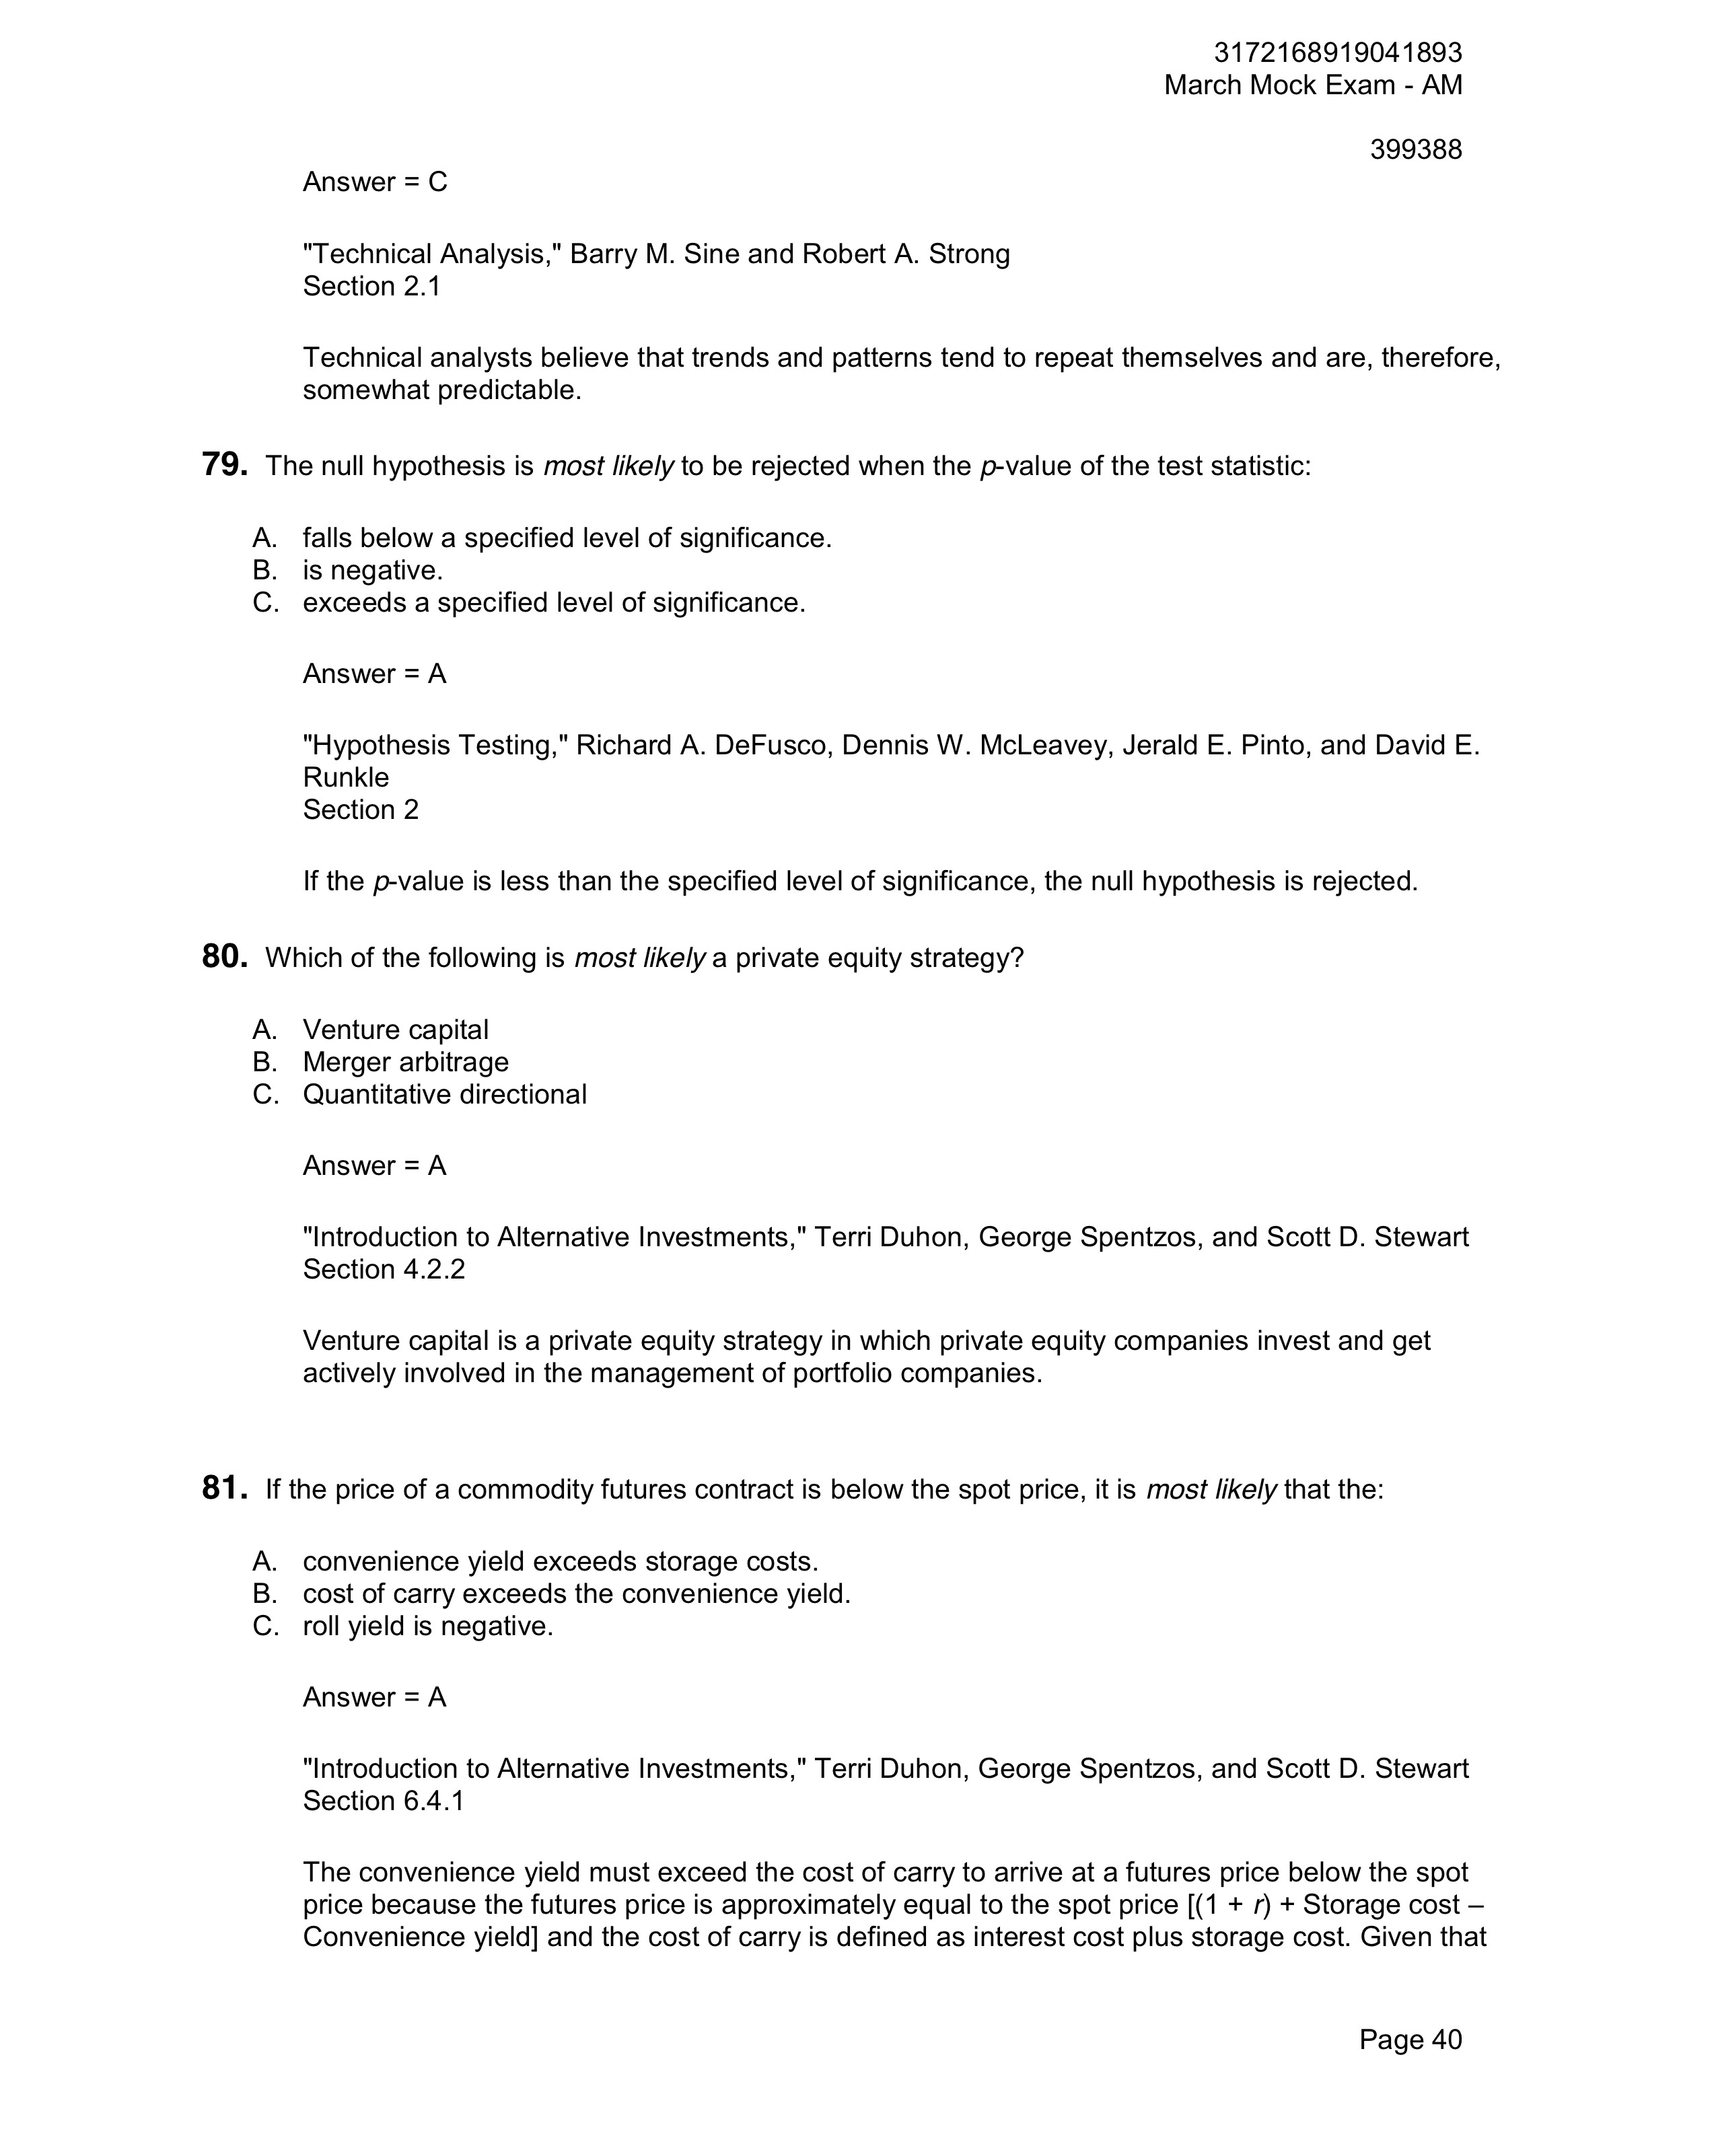 3172168919041893
March Mock Exam - AM
399388
Answer = C
"Technical Analysis," Barry M. Sine and Robert A. Strong
Section 2.1
Technical analysts believe that trends and patterns tend to repeat themselves and are, therefore,
somewhat predictable.
79. The null hypothesis is most likely to be rejected when the p-value of the test statistic:
A. falls below a specified level of significance.
B. is negative.
C. exceeds a specified level of significance.
Answer = A
"Hypothesis Testing," Richard A. DeFusco, Dennis W. McLeavey, Jerald E. Pinto, and David E.
Runkle
Section 2
If the p-value is less than the specified level of significance, the null hypothesis is rejected.
80. Which of the following is most likely a private equity strategy?
A. Venture capital
B. Merger arbitrage
C. Quantitative directional
Answer = A
"Introduction to Alternative Investments," Terri Duhon, George Spentzos, and Scott D. Stewart
Section 4.2.2
Venture capital is a private equity strategy in which private equity companies invest and get
actively involved in the management of portfolio companies.
81. If the price of a commodity futures contract is below the spot price, it is most likely that the:
A. convenience yield exceeds storage costs.
B. cost of carry exceeds the convenience yield.
C. roll yield is negative.
Answer = A
"Introduction to Alternative Investments," Terri Duhon, George Spentzos, and Scott D. Stewart
Section 6.4.1
The convenience yield must exceed the cost of carry to arrive at a futures price below the spot
price because the futures price is approximately equal to the spot price [(1 + r) + Storage cost –
Convenience yield] and the cost of carry is defined as interest cost plus storage cost. Given that
Page 40